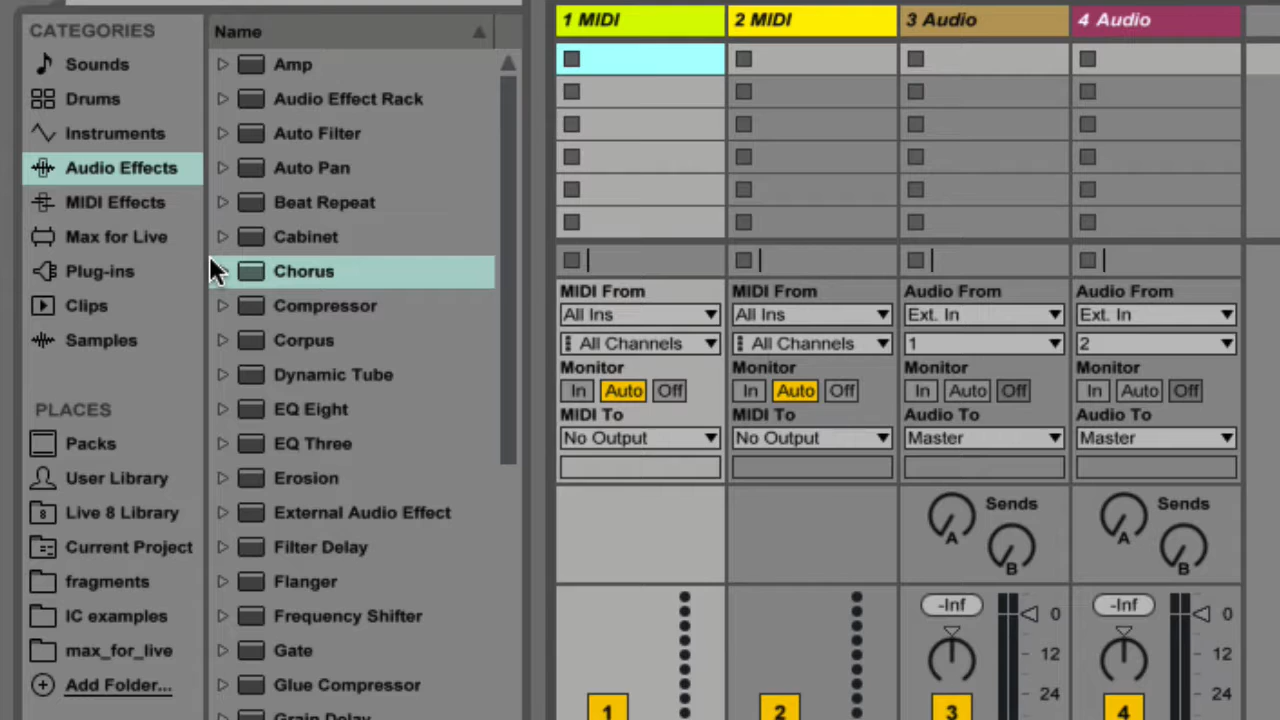 CATEGORIES
Sounds
Drums
Instruments
Audio Effects
MIDI Effects
Max for Live
Plug-ins
Clips
Samples
PLACES
Packs
User Library
8 Live 8 Library
Current Project
fragments
IC examples
max_for_live
Add Folder...
Name
Amp
Audio Effect Rack
Auto Filter
Auto Pan
Beat Repeat
Cabinet
Chorus
Compressor
Corpus
Dynamic Tube
EQ Eight
EQ Three
Erosion
External Audio Effect
Filter Delay
Flanger
Frequency Shifter
Gate
Glue Compressor
Grain Delay
1 MIDI
MIDI From
All Ins
All Channels
Monitor
In Auto Off
MIDI To
No Output
1
2 MIDI
MIDI From
All Ins
All Channels
Monitor
In Auto Off
MIDI To
No Output
2
3 Audio
Audio From
Ext. In
1
Monitor
In Auto Off
Audio To
Master
Sends
A
B
-Inf
0
12
24
3
4 Audio
Audio From
Ext. In
2
Monitor
In Auto Off
Audio To
Master
Sends
A
B
-Inf
0
12
24
4